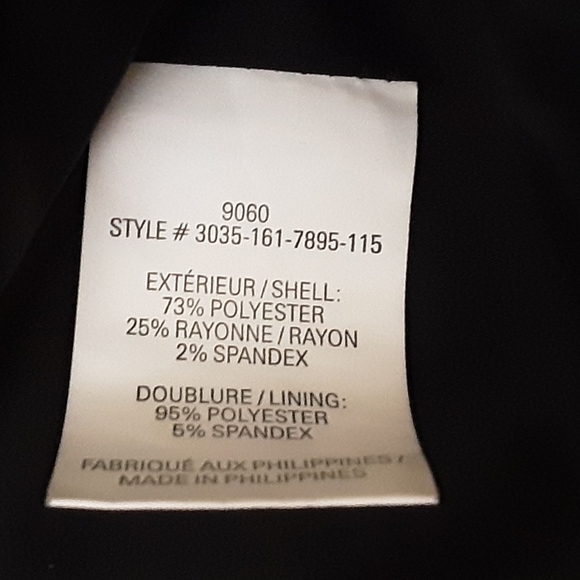 9060
STYLE # 3035-161-7895-115
EXTÉRIEUR / SHELL:
73% POLYESTER
25% RAYONNE / RAYON
2% SPANDEX
DOUBLURE / LINING:
95% POLYESTER
5% SPANDEX
FABRIQUÉ AUX PHILIPPINES /
MADE IN PHILIPPINES